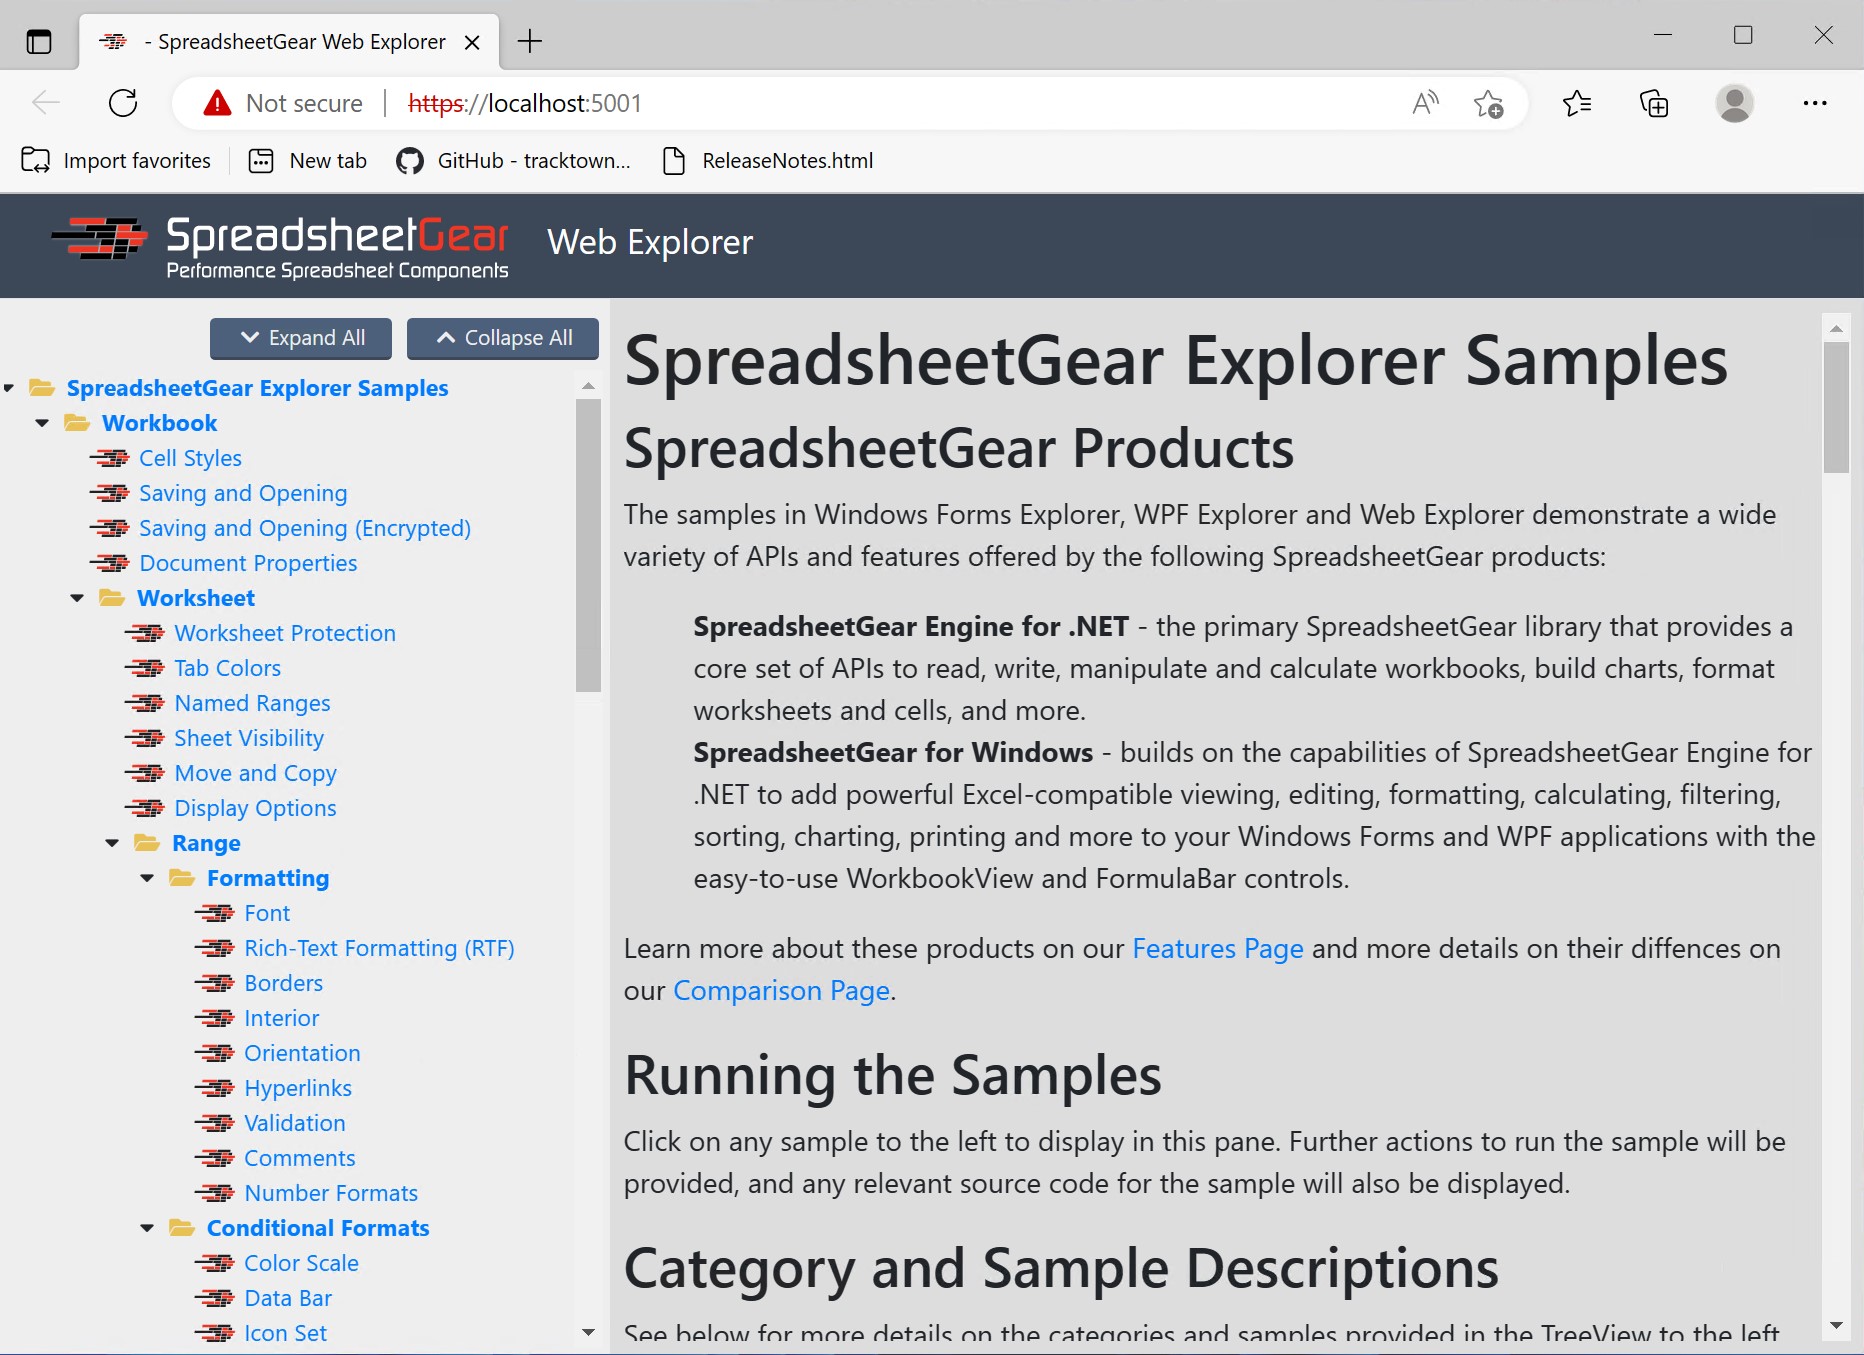 - SpreadsheetGear Web Explorer
Not secure
https://localhost:5001
Import favorites
New tab
GitHub - tracktown...
ReleaseNotes.html
SpreadsheetGear
Performance Spreadsheet Components
Web Explorer
Expand All
Collapse All
SpreadsheetGear Explorer Samples
Workbook
Cell Styles
Saving and Opening
Saving and Opening (Encrypted)
Document Properties
Worksheet
Worksheet Protection
Tab Colors
Named Ranges
Sheet Visibility
Move and Copy
Display Options
Range
Formatting
Font
Rich-Text Formatting (RTF)
Borders
Interior
Orientation
Hyperlinks
Validation
Comments
Number Formats
Conditional Formats
Color Scale
Data Bar
Icon Set
SpreadsheetGear Explorer Samples
SpreadsheetGear Products
The samples in Windows Forms Explorer, WPF Explorer and Web Explorer demonstrate a wide
variety of APIs and features offered by the following SpreadsheetGear products:
SpreadsheetGear Engine for .NET - the primary SpreadsheetGear library that provides a
core set of APIs to read, write, manipulate and calculate workbooks, build charts, format
worksheets and cells, and more.
SpreadsheetGear for Windows - builds on the capabilities of SpreadsheetGear Engine for
.NET to add powerful Excel-compatible viewing, editing, formatting, calculating, filtering,
sorting, charting, printing and more to your Windows Forms and WPF applications with the
easy-to-use WorkbookView and FormulaBar controls.
Learn more about these products on our Features Page and more details on their diffences on
our Comparison Page.
Running the Samples
Click on any sample to the left to display in this pane. Further actions to run the sample will be
provided, and any relevant source code for the sample will also be displayed.
Category and Sample Descriptions
See below for more details on the categories and samples provided in the TreeView to the left